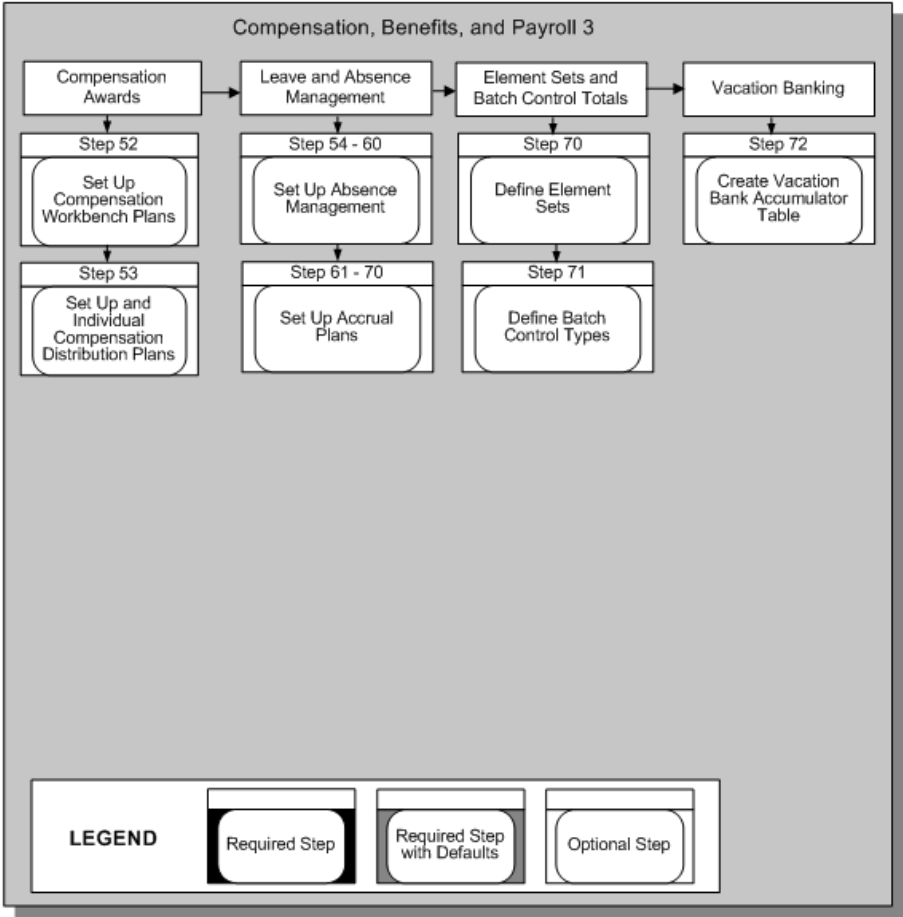 Compensation, Benefits, and Payroll 3
Compensation
Awards
Leave and Absence
Management
Element Sets and
Batch Control Totals
Vacation Banking
Step 52
Set Up
Compensation
Workbench Plans
Step 53
Set Up and
Individual
Compensation
Distribution Plans
Step 54 - 60
Set Up Absence
Management
Step 61 - 70
Set Up Accrual
Plans
Step 70
Define Element
Sets
Step 71
Define Batch
Control Types
Step 72
Create Vacation
Bank Accumulator
Table
LEGEND
Required Step
Required Step
with Defaults
Optional Step